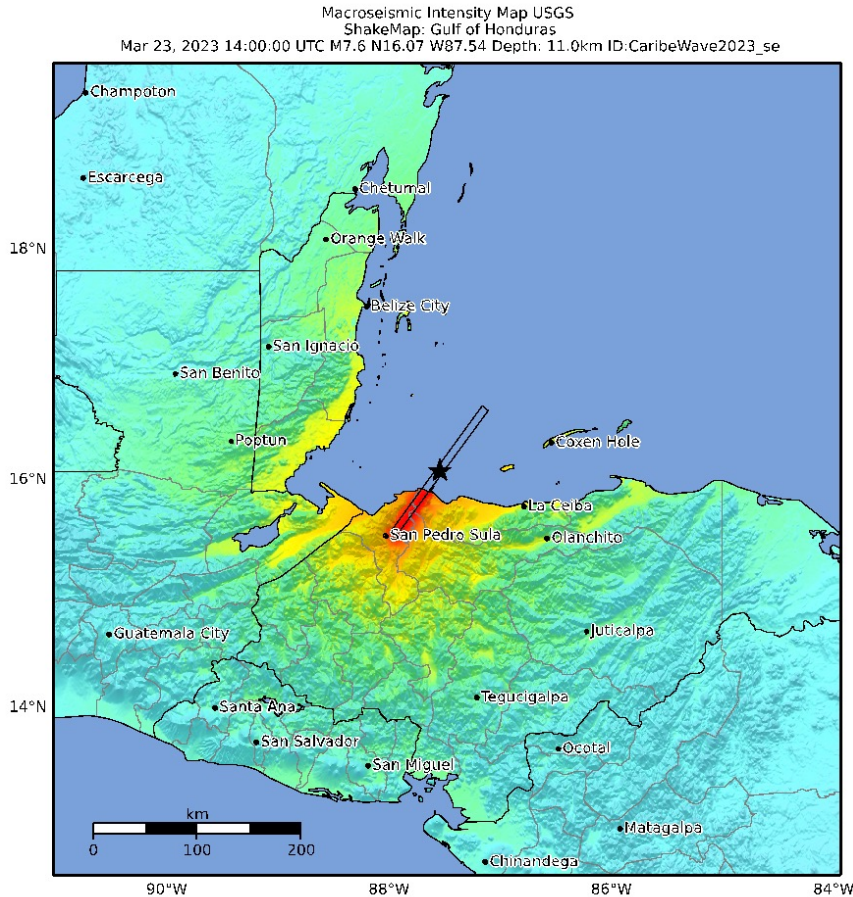 Macroseismic Intensity Map USGS
ShakeMap: Gulf of Honduras
Mar 23, 2023 14:00:00 UTC M7.6 N16.07 W87.54 Depth: 11.0km ID:CaribeWave2023_se
Champoton
Escarcega
Chetumal
Orange Walk
18°N
Belize City
San Ignacio
San Benito
Poptun
Coxen Hole
16°N
La Ceiba
San Pedro Sula
Olanchito
Guatemala City
Juticalpa
Tegucigalpa
14°N
Santa Ana
San Salvador
Ocotal
San Miguel
km
0 100 200
Matagalpa
Chinandega
90°W 88°W 86°W 84°W